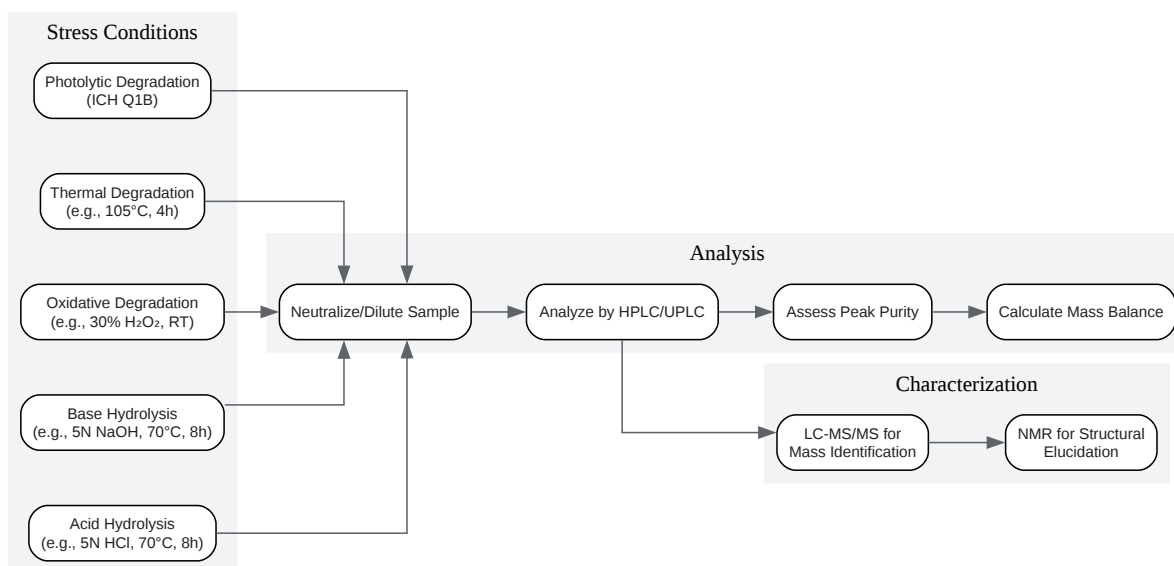 Stress Conditions
Photolytic Degradation
(ICH Q1B)
Thermal Degradation
(e.g., 105°C, 4h)
Oxidative Degradation
(e.g., 30% H₂O₂, RT)
Base Hydrolysis
(e.g., 5N NaOH, 70°C, 8h)
Acid Hydrolysis
(e.g., 5N HCl, 70°C, 8h)
Analysis
Neutralize/Dilute Sample
Analyze by HPLC/UPLC
Assess Peak Purity
Calculate Mass Balance
Characterization
LC-MS/MS for
Mass Identification
NMR for Structural
Elucidation